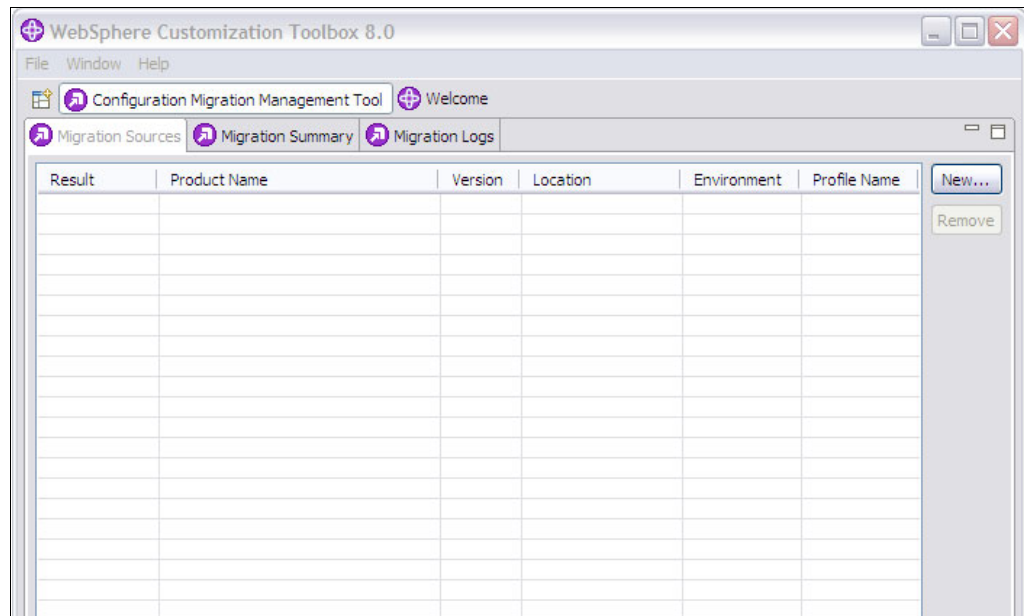 WebSphere Customization Toolbox 8.0
File Window Help
Configuration Migration Management Tool Welcome
Migration Sources Migration Summary Migration Logs
Result Product Name Version Location Environment Profile Name New...
Remove